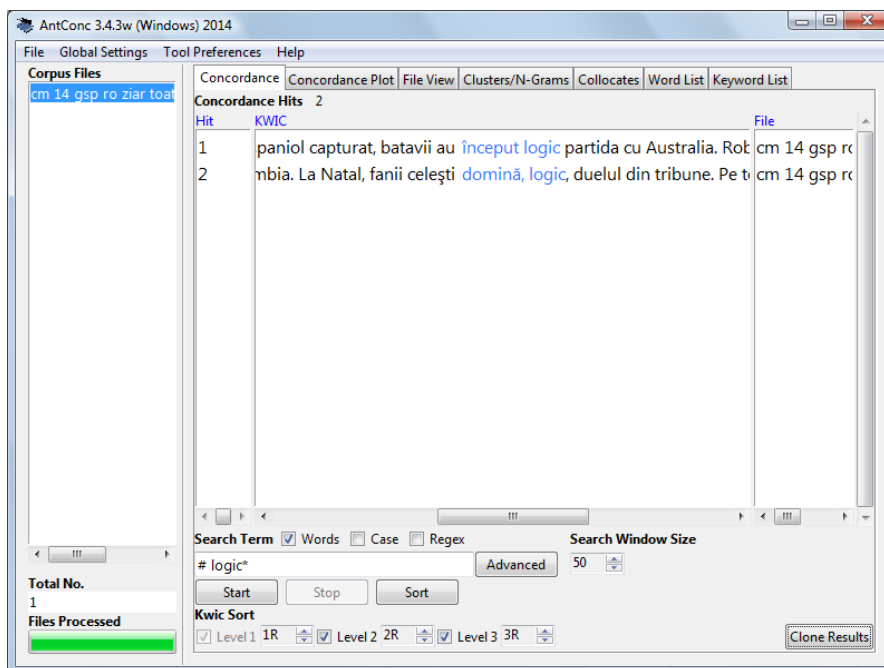 AntConc 3.4.3w (Windows) 2014
File Global Settings Tool Preferences Help
Corpus Files
cm 14 gsp ro ziar toat
Total No.
1
Files Processed
Concordance Concordance Plot File View Clusters/N-Grams Collocates Word List Keyword List
Concordance Hits 2
Hit KWIC File
1 paniol capturat, batavii au început logic partida cu Australia. Rob cm 14 gsp ro
2 mbia. La Natal, fanii celeşti domină, logic, duelul din tribune. Pe te cm 14 gsp ro
Search Term Words Case Regex Search Window Size
# logic* Advanced 50
Start Stop Sort
Kwic Sort
Level 1 1R Level 2 2R Level 3 3R Clone Results